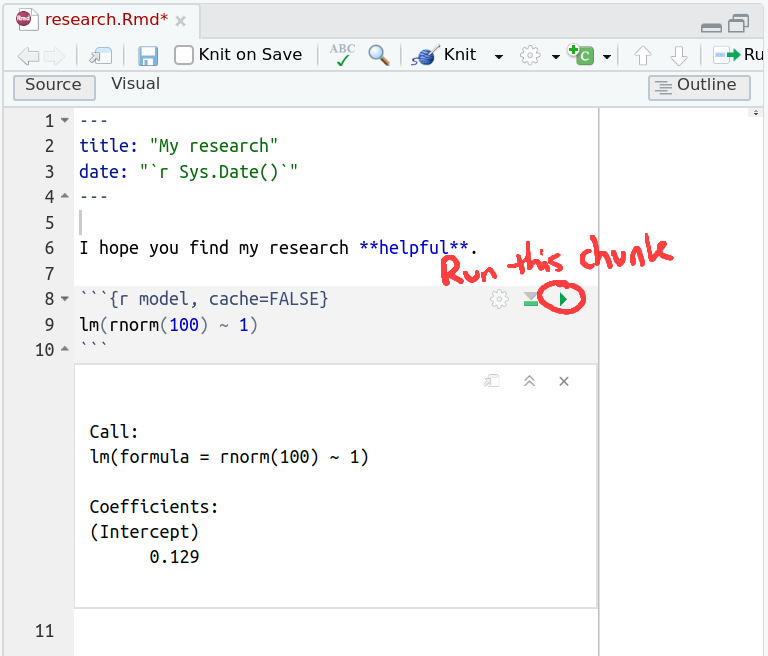 research.Rmd*
Knit on Save
ABC
Knit
C
Ru
Source
Visual
Outline
1 ---
2 title: "My research"
3 date: "`r Sys.Date()`"
4 ---
5
6 I hope you find my research **helpful**.
Run this chunk
7
8 ```{r model, cache=FALSE}
9 lm(rnorm(100) ~ 1)
10 ```
Call:
lm(formula = rnorm(100) ~ 1)
Coefficients:
(Intercept)
0.129
11